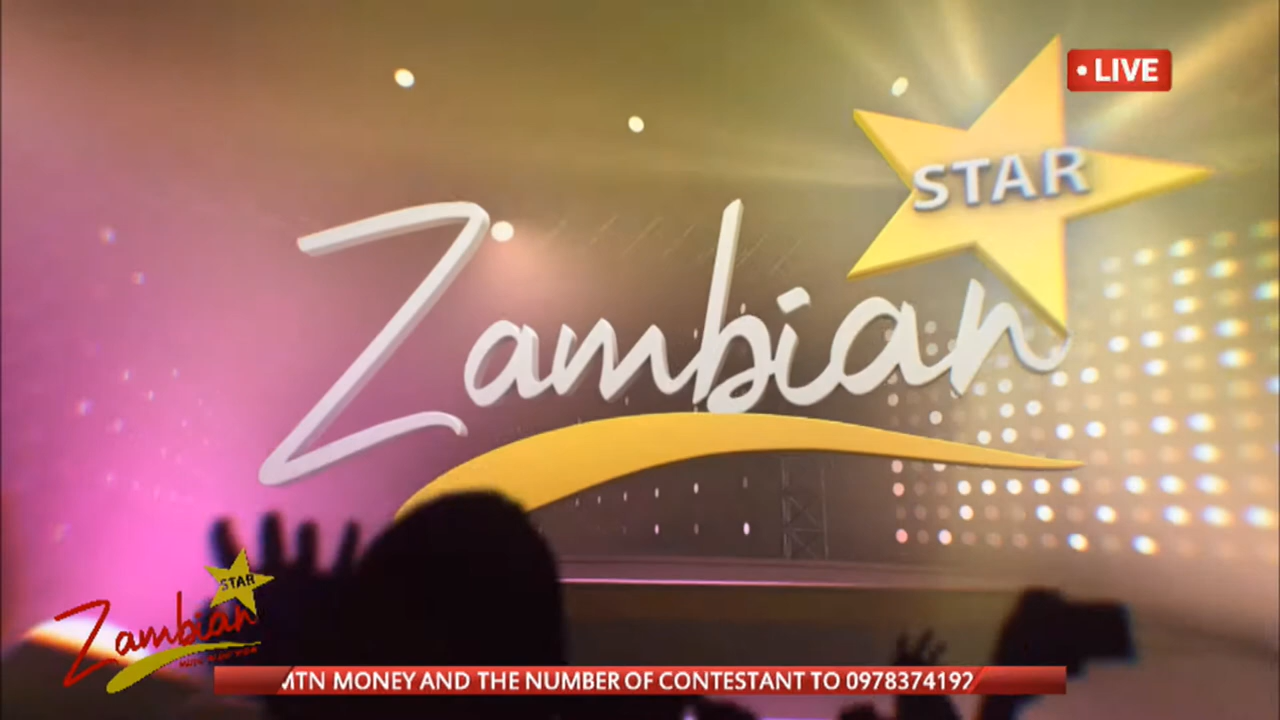 LIVE
STAR
Zambian
STAR
Zambian
MTN MONEY AND THE NUMBER OF CONTESTANT TO 0978374192